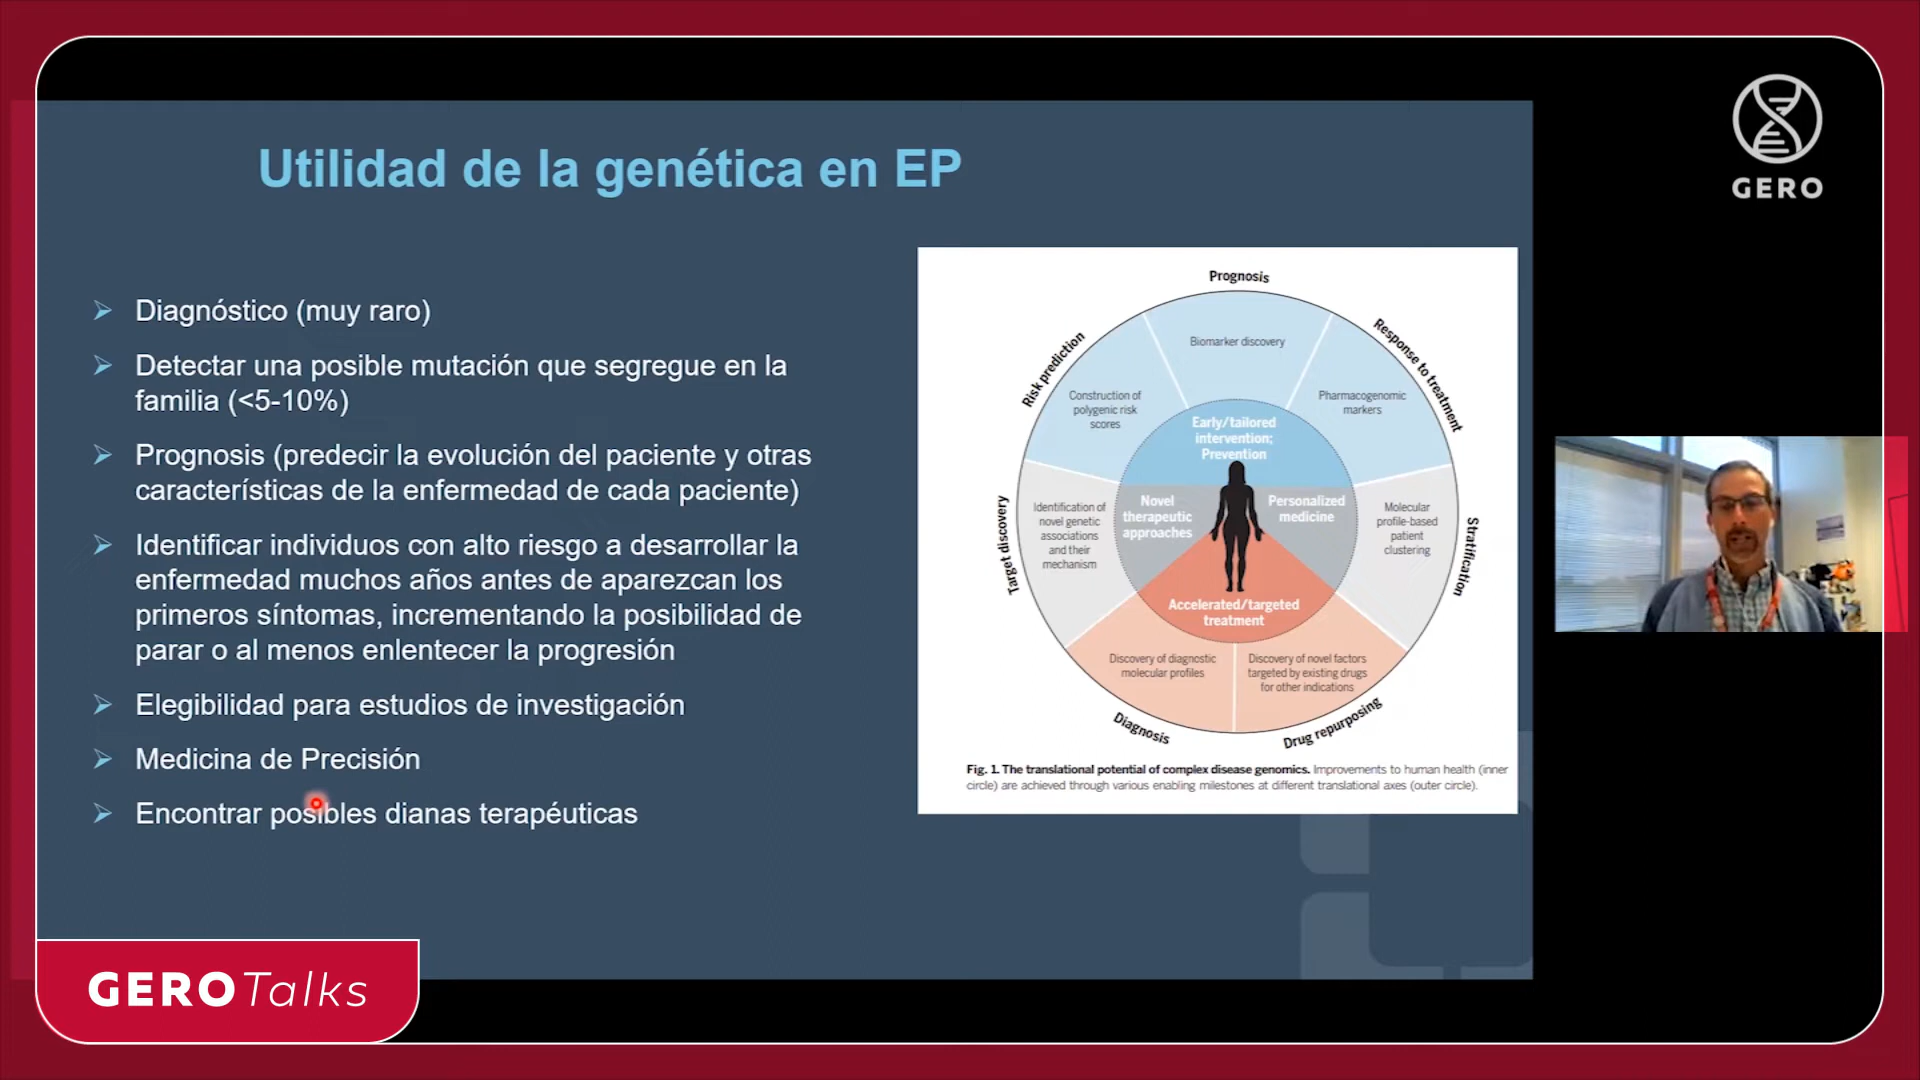 GERO
Utilidad de la genética en EP
Diagnóstico (muy raro)
Detectar una posible mutación que segregue en la
familia (<5-10%)
Prognosis (predecir la evolución del paciente y otras
características de la enfermedad de cada paciente)
Identificar individuos con alto riesgo a desarrollar la
enfermedad muchos años antes de aparezcan los
primeros síntomas, incrementando la posibilidad de
parar o al menos enlentecer la progresión
Elegibilidad para estudios de investigación
Medicina de Precisión
Encontrar posibles dianas terapéuticas
Prognosis
Risk prediction
Response to treatment
Target discovery
Stratification
Diagnosis
Drug repurposing
Biomarker discovery
Construction of
polygenic risk
scores
Pharmacogenomic
markers
Identification of
novel genetic
associations
and their
mechanism
Molecular
profile-based
patient
clustering
Discovery of diagnostic
molecular profiles
Discovery of novel factors
targeted by existing drugs
for other indications
Early/tailored
intervention;
Prevention
Novel
therapeutic
approaches
Personalized
medicine
Accelerated/targeted
treatment
Fig. 1. The translational potential of complex disease genomics. Improvements to human health (inner
circle) are achieved through various enabling milestones at different translational axes (outer circle).
GERO Talks